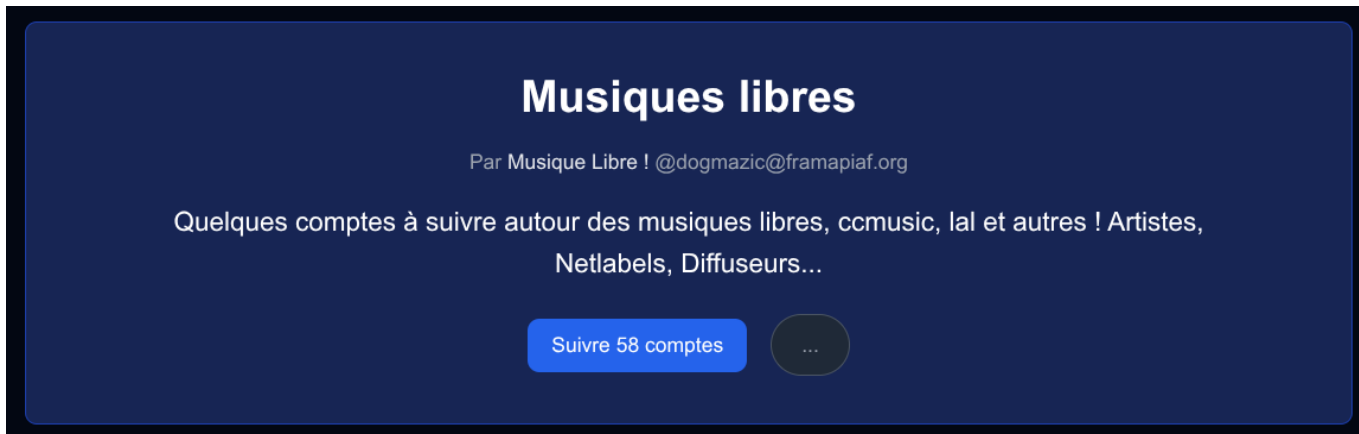 Musiques libres
Par Musique Libre ! @dogmazic@framapiaf.org
Quelques comptes à suivre autour des musiques libres, ccmusic, lal et autres ! Artistes,
Netlabels, Diffuseurs...
Suivre 58 comptes
...